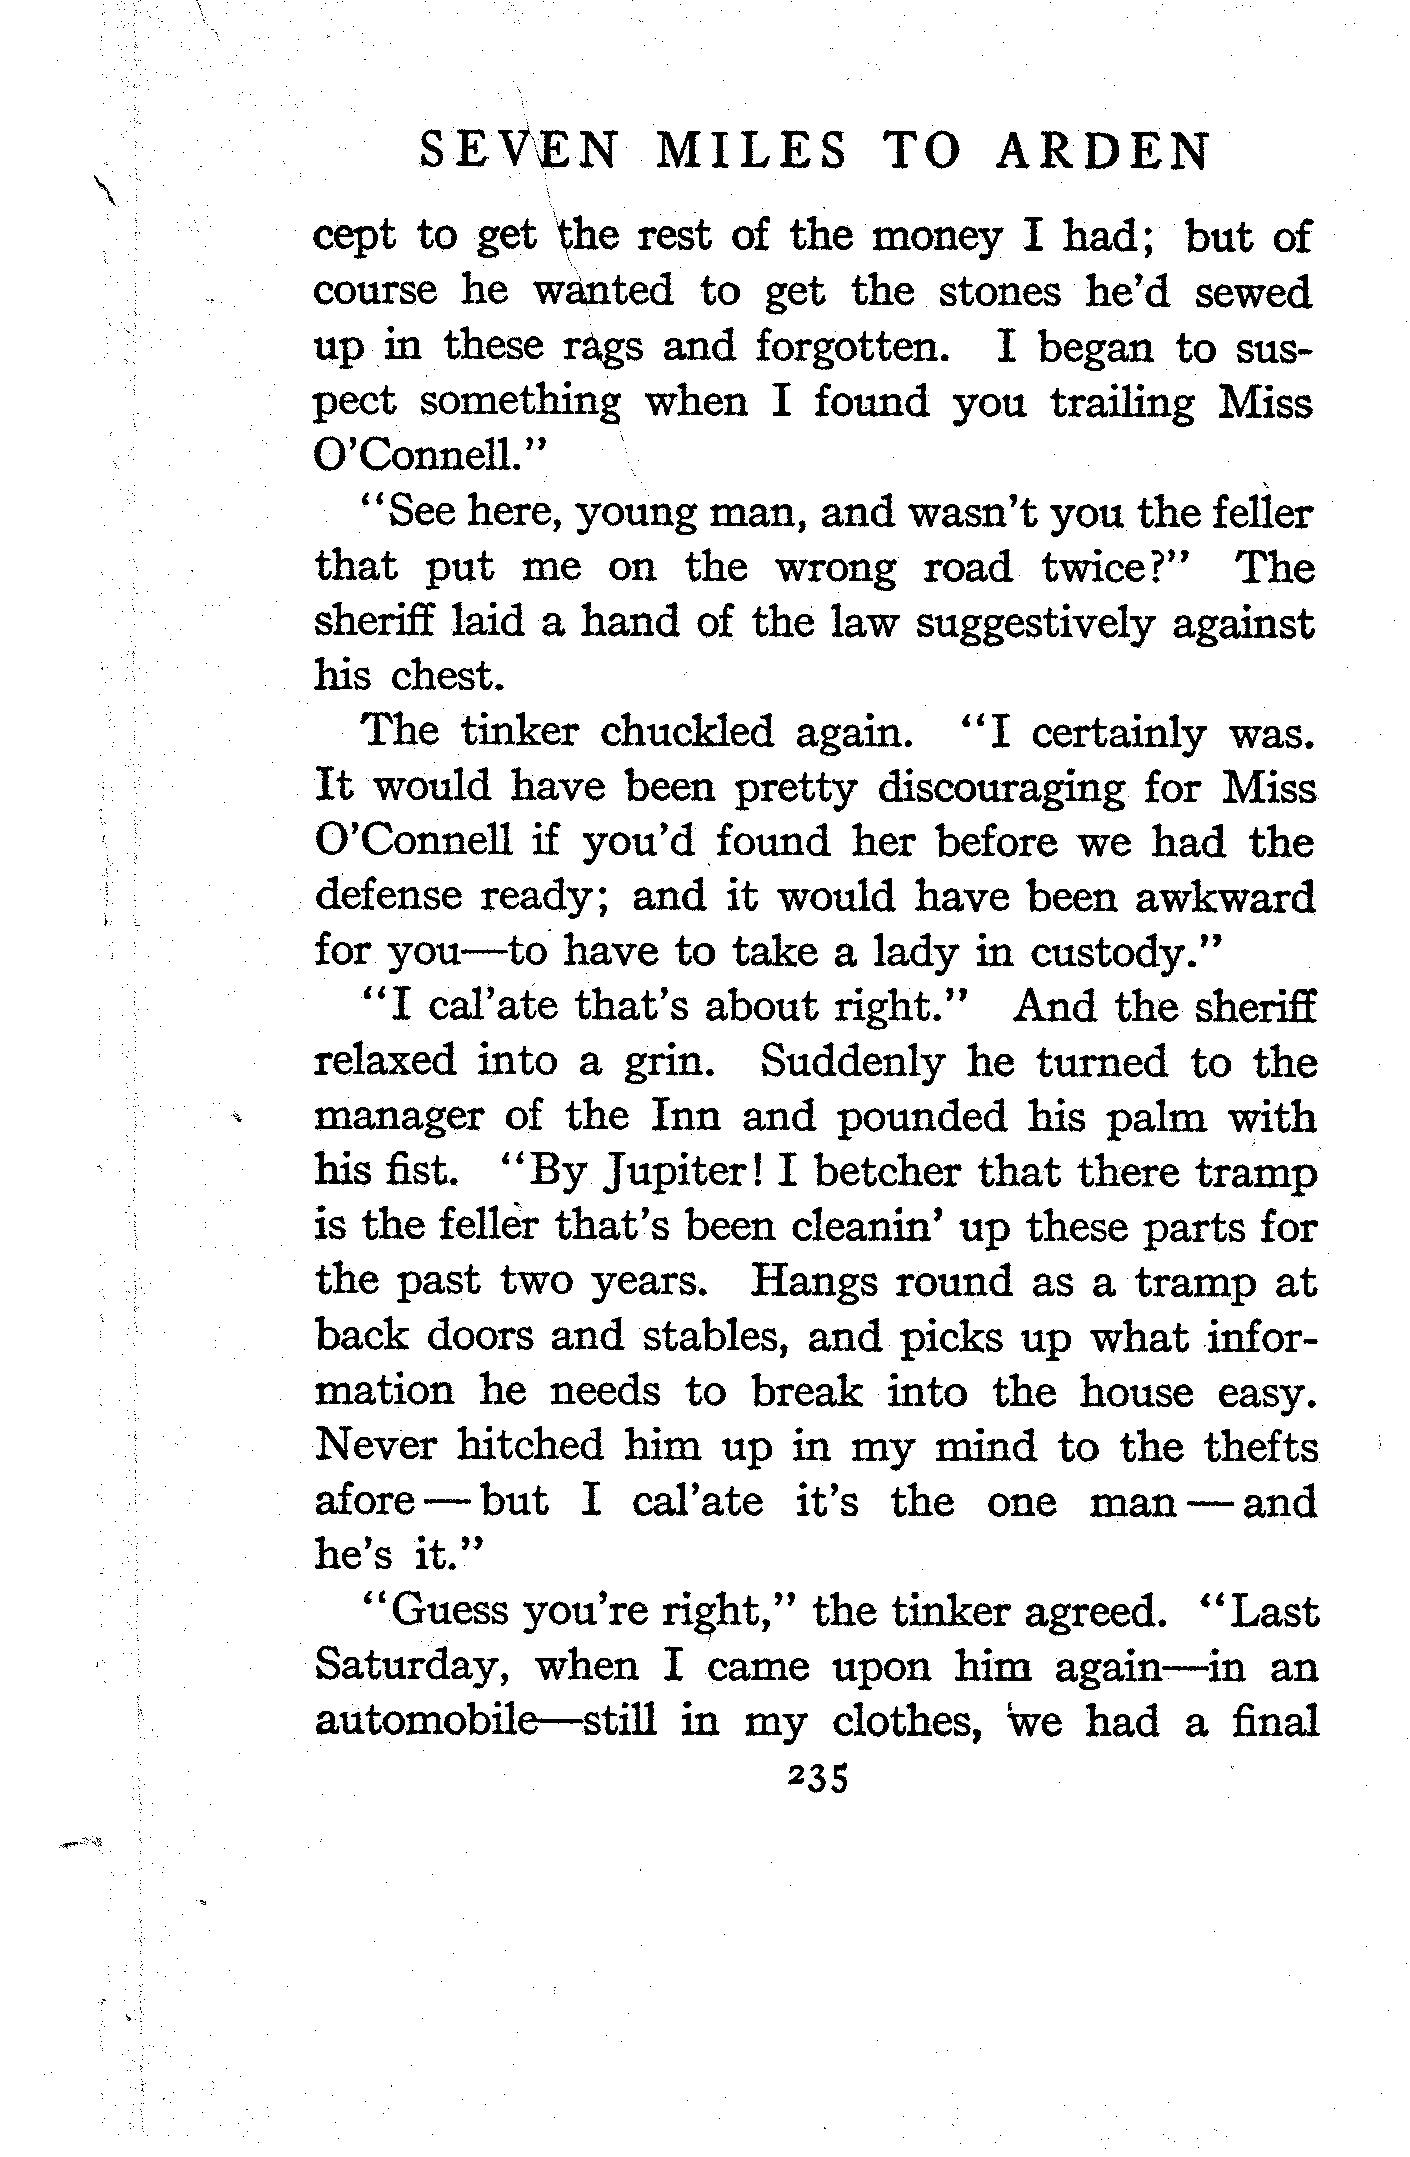 SEVEN MILES TO ARDEN
cept to get the rest of the money I had; but of
course he wanted to get the stones he'd sewed
up in these rags and forgotten. I began to sus-
pect something when I found you trailing Miss
O'Connell."
"See here, young man, and wasn't you the feller
that put me on the wrong road twice?" The
sheriff laid a hand of the law suggestively against
his chest.
The tinker chuckled again. "I certainly was.
It would have been pretty discouraging for Miss
O'Connell if you'd found her before we had the
defense ready; and it would have been awkward
for you—to have to take a lady in custody."
"I cal'ate that's about right." And the sheriff
relaxed into a grin. Suddenly he turned to the
manager of the Inn and pounded his palm with
his fist. "By Jupiter! I betcher that there tramp
is the feller that's been cleanin' up these parts for
the past two years. Hangs round as a tramp at
back doors and stables, and picks up what infor-
mation he needs to break into the house easy.
Never hitched him up in my mind to the thefts
afore—but I cal'ate it's the one man—and
he's it."
"Guess you're right," the tinker agreed. "Last
Saturday, when I came upon him again—in an
automobile—still in my clothes, we had a final
235